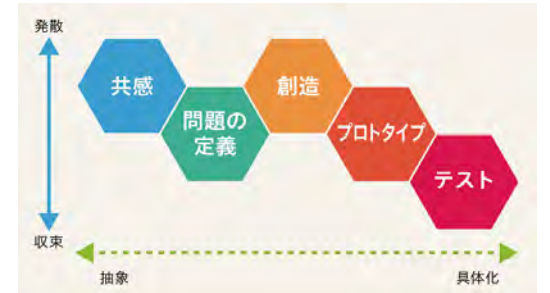 発散
共感
問題の
定義
創造
プロトタイプ
テスト
収束
抽象
具体化